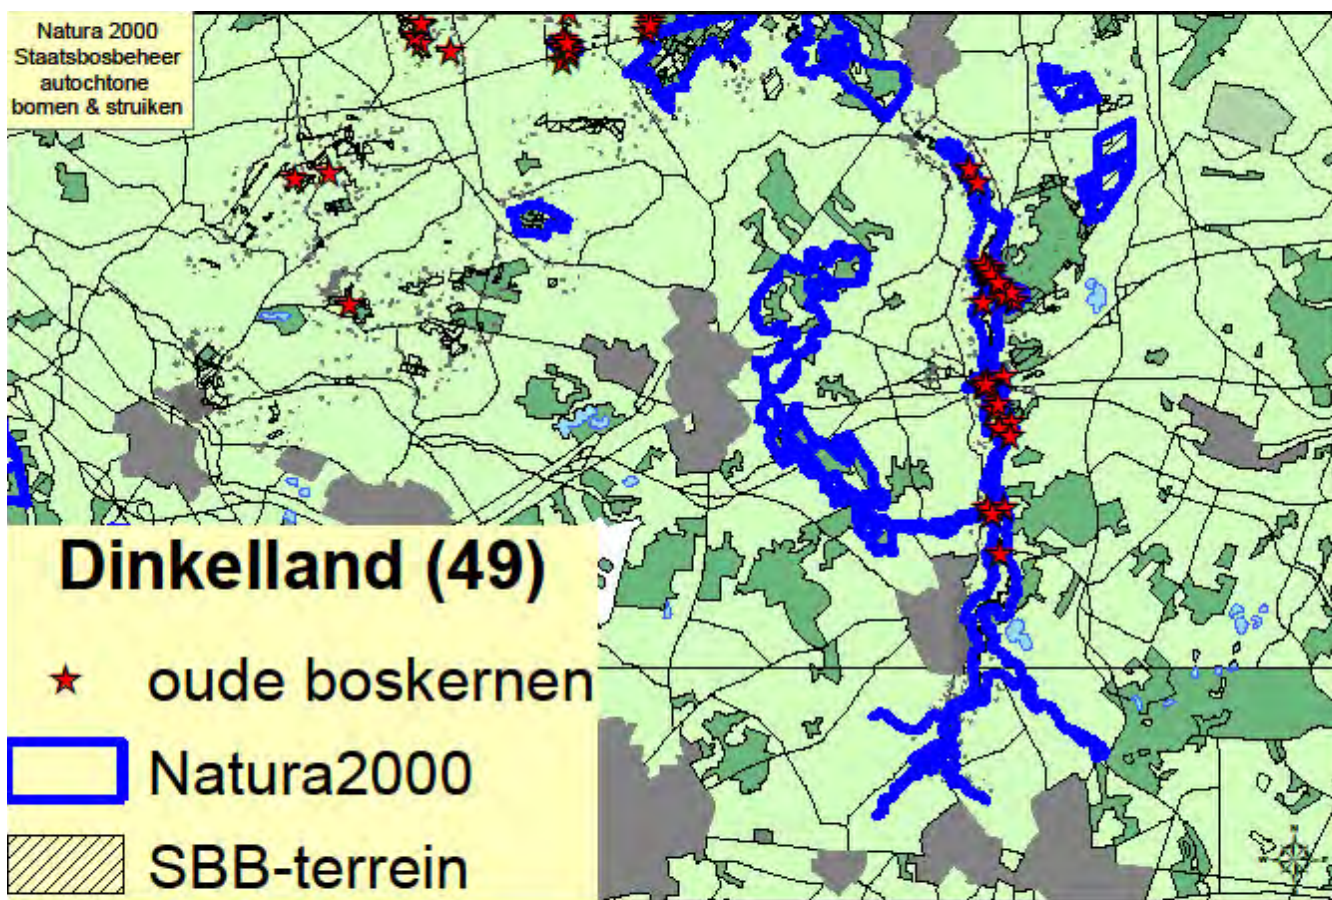 Natura 2000
Staatsbosbeheer
autochtone
bomen & struiken
Dinkelland (49)
oude boskernen
Natura2000
SBB-terrein